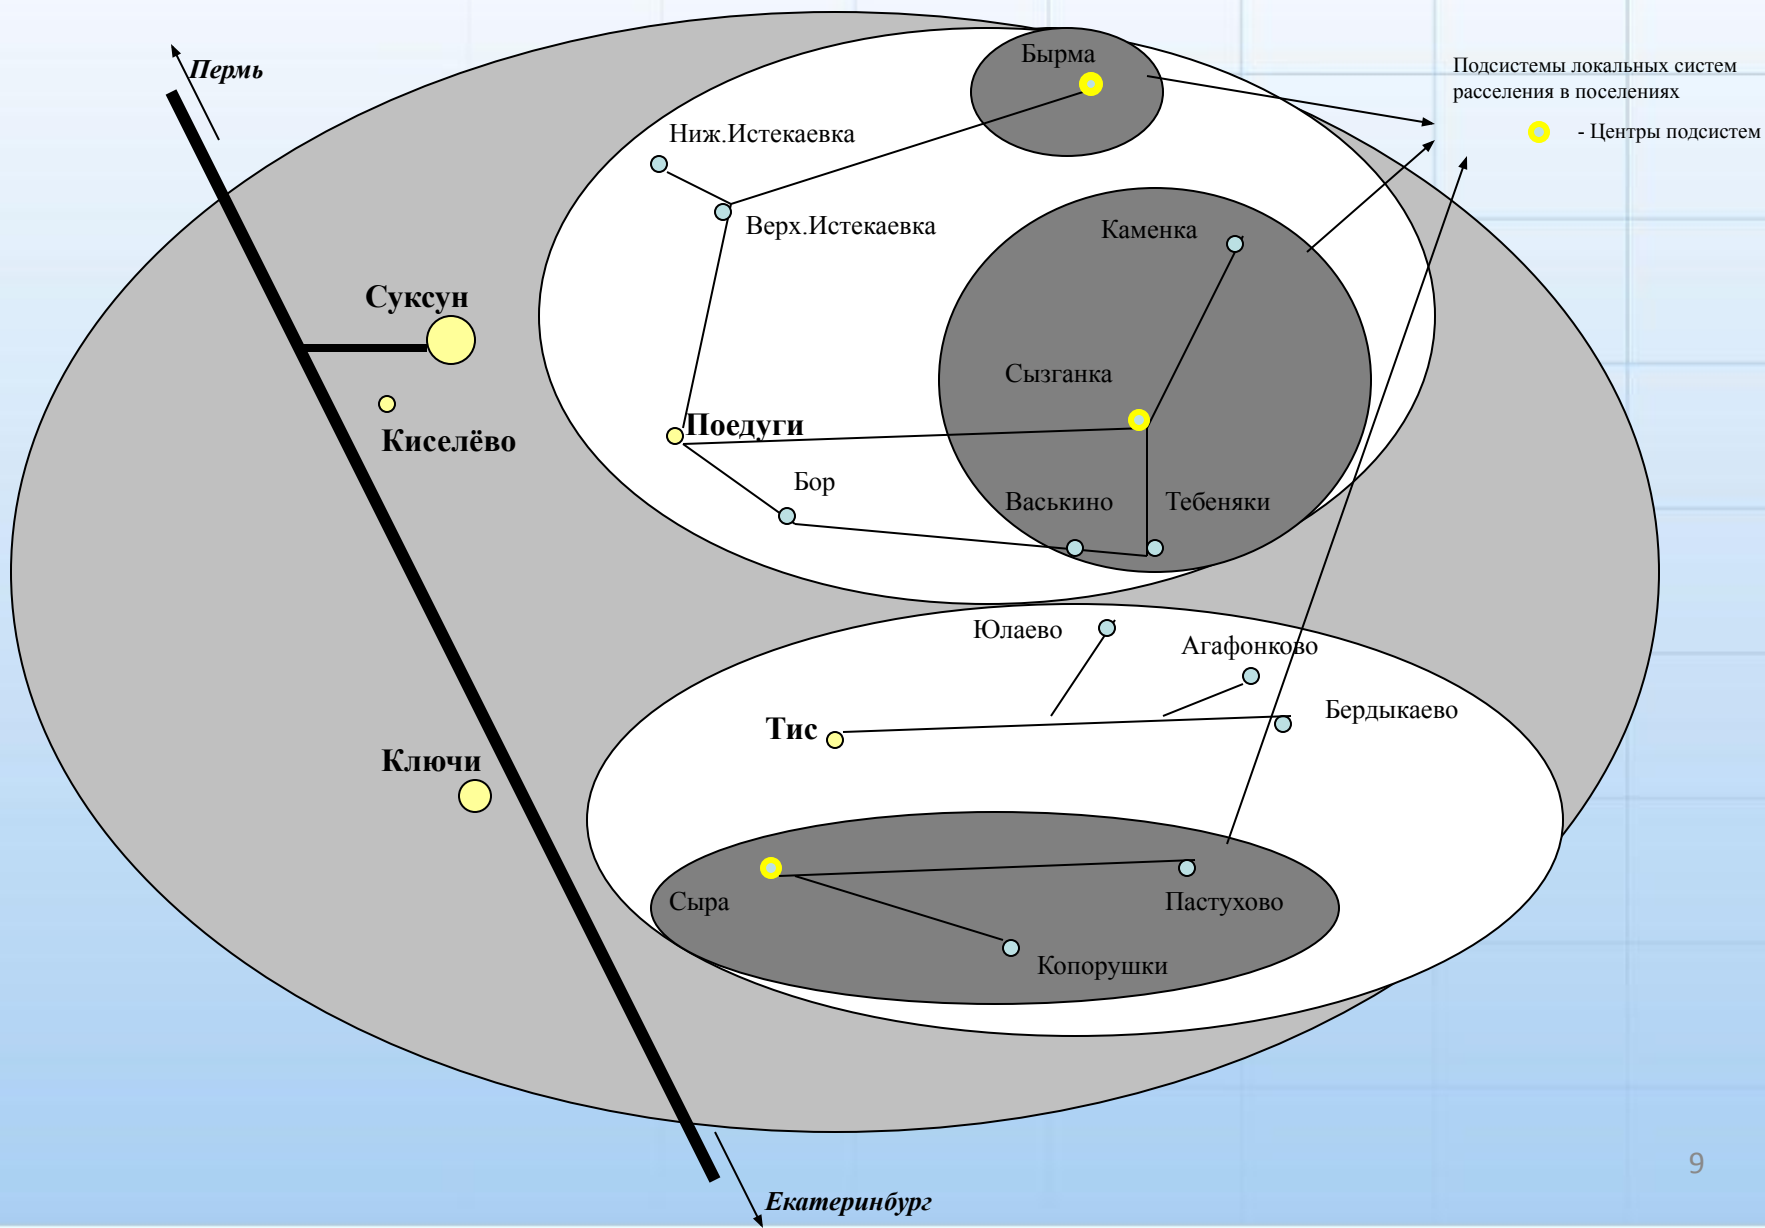 Бырма
Пермь
Подсистемы локальных систем
расселения в поселениях
- Центры подсистем
Ниж.Истекаевка
Верх.Истекаевка
Каменка
Суксун
Сызганка
Поедуги
Киселёво
Бор
Васькино
Тебеняки
Юлаево
Агафонково
Бердыкаево
Тис
Ключи
Сыра
Пастухово
Копорушки
9
Екатеринбург